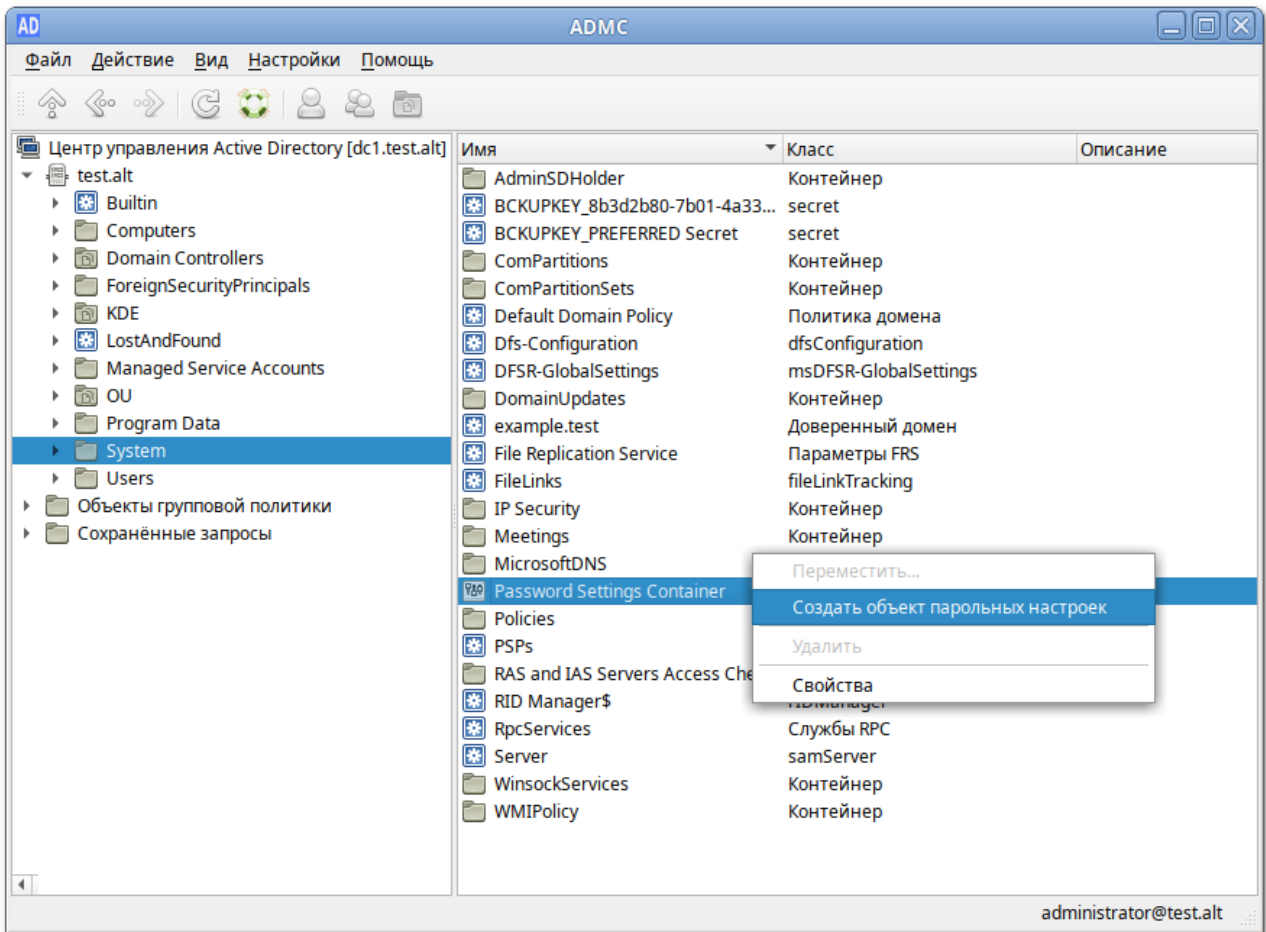 AD ADMC
Файл Действие Вид Настройки Помощь
Центр управления Active Directory [dc1.test.alt]
test.alt
Builtin
Computers
Domain Controllers
ForeignSecurityPrincipals
KDE
LostAndFound
Managed Service Accounts
OU
Program Data
System
Users
Объекты групповой политики
Сохранённые запросы
Имя Класс Описание
AdminSDHolder Контейнер
BCKUPKEY_8b3d2b80-7b01-4a33... secret
BCKUPKEY_PREFERRED Secret secret
ComPartitions Контейнер
ComPartitionSets Контейнер
Default Domain Policy Политика домена
Dfs-Configuration dfsConfiguration
DFSR-GlobalSettings msDFSR-GlobalSettings
DomainUpdates Контейнер
example.test Доверенный домен
File Replication Service Параметры FRS
FileLinks fileLinkTracking
IP Security Контейнер
Meetings Контейнер
MicrosoftDNS
Password Settings Container
Policies
PSPs
RAS and IAS Servers Access Che
RID Manager$ rIDManager
RpcServices Службы RPC
Server samServer
WinsockServices Контейнер
WMIPolicy Контейнер
Переместить...
Создать объект парольных настроек
Удалить
Свойства
administrator@test.alt